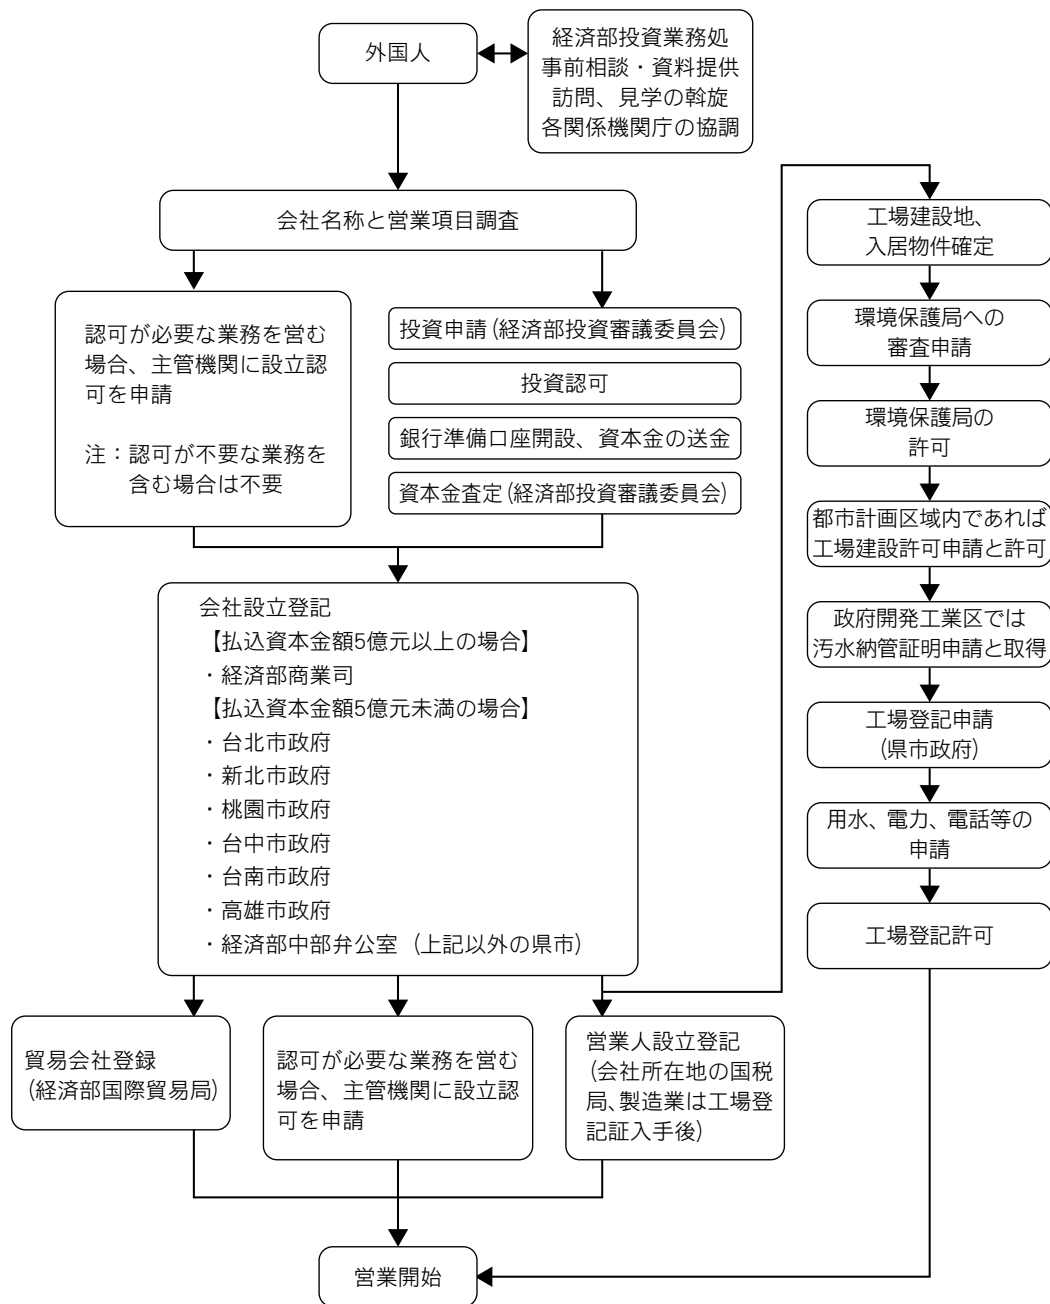 外国人
経済部投資業務処
事前相談・資料提供
訪問、見学の斡旋
各関係機関庁の協調
会社名称と営業項目調査
認可が必要な業務を営む
場合、主管機関に設立認
可を申請
注：認可が不要な業務を
含む場合は不要
投資申請(経済部投資審議委員会)
投資認可
銀行準備口座開設、資本金の送金
資本金査定(経済部投資審議委員会)
会社設立登記
【払込資本金額5億元以上の場合】
・経済部商業司
【払込資本金額5億元未満の場合】
・台北市政府
・新北市政府
・桃園市政府
・台中市政府
・台南市政府
・高雄市政府
・経済部中部弁公室（上記以外の県市）
貿易会社登録
(経済部国際貿易局)
認可が必要な業務を営む
場合、主管機関に設立認
可を申請
営業人設立登記
(会社所在地の国税
局、製造業は工場登
記証入手後)
工場建設地、
入居物件確定
環境保護局への
審査申請
環境保護局の
許可
都市計画区域内であれば
工場建設許可申請と許可
政府開発工業区では
汚水納管証明申請と取得
工場登記申請
(県市政府)
用水、電力、電話等の
申請
工場登記許可
営業開始